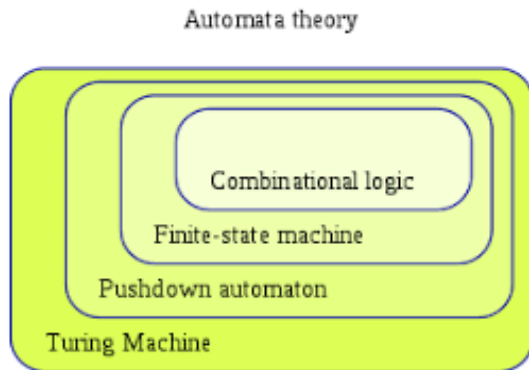 Automata theory
Combinational logic
Finite-state machine
Pushdown automaton
Turing Machine